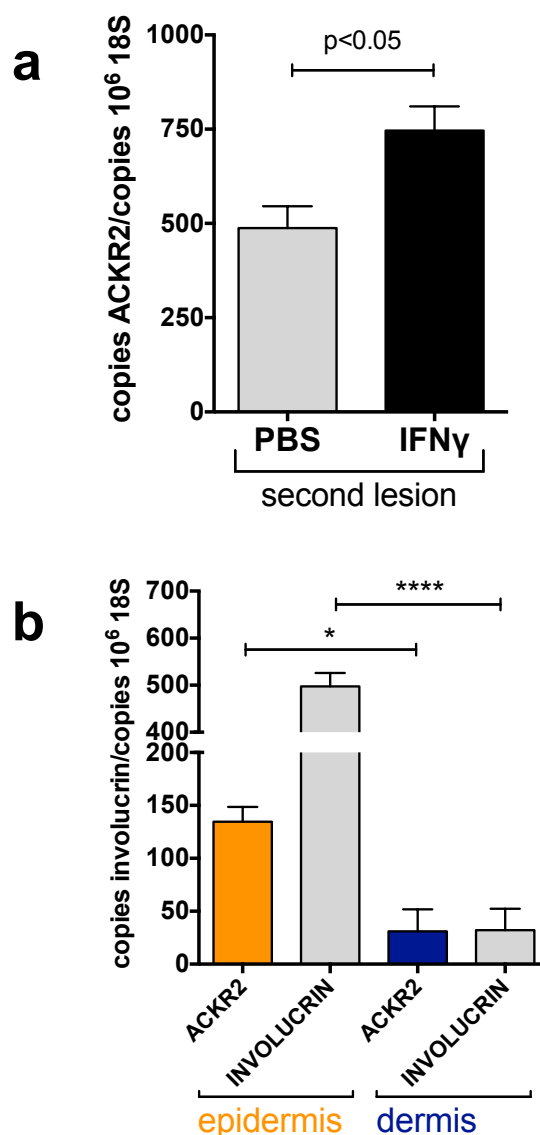 a
copies ACKR2/copies 10⁶ 18S
1000
750
500
250
0
p<0.05
PBS IFNγ
second lesion
b
copies involucrin/copies 10⁶ 18S
700
600
500
400
200
150
100
50
0
****
*
ACKR2 INVOLUCRIN ACKR2 INVOLUCRIN
epidermis dermis